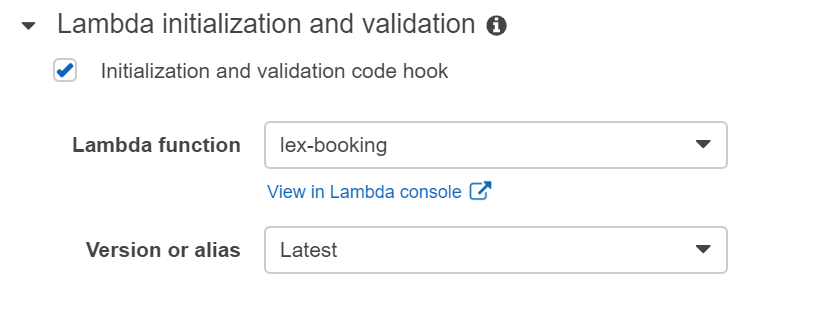 Lambda initialization and validation
Initialization and validation code hook
Lambda function lex-booking
View in Lambda console
Version or alias Latest